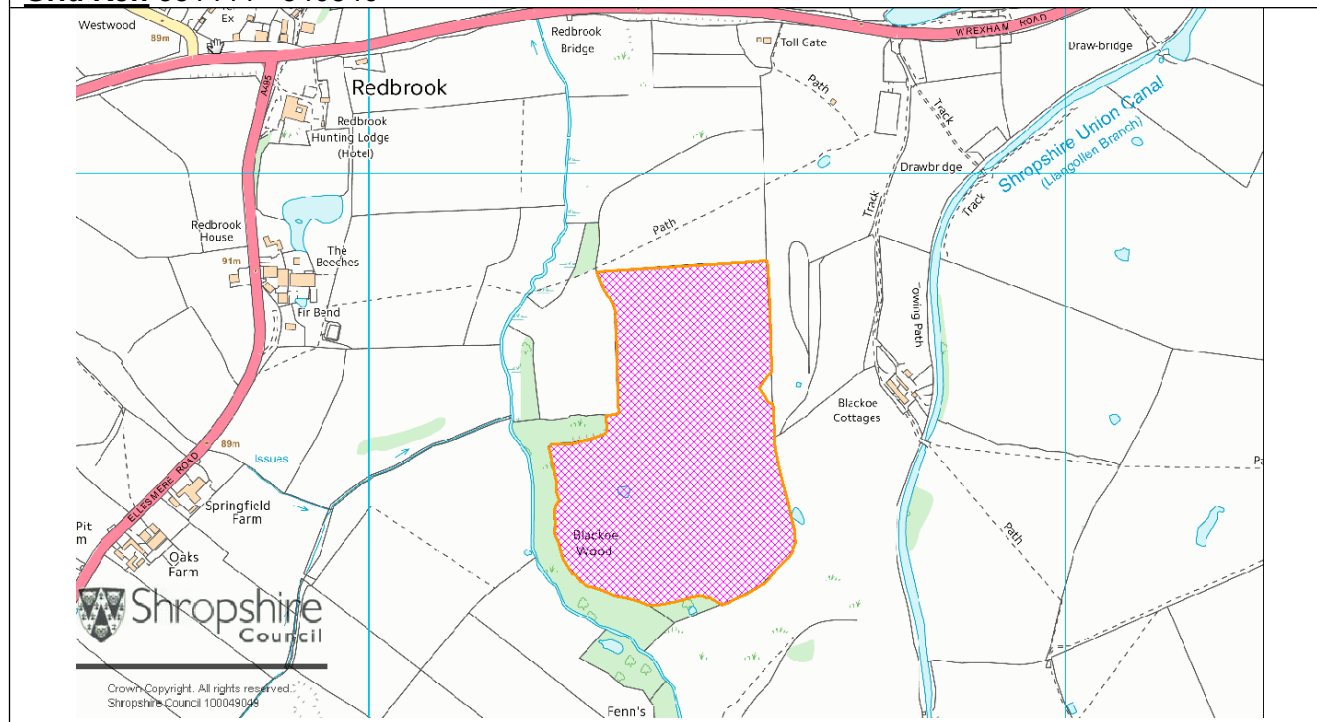 Westwood
Ex
89m
A495
Redbrook
Redbrook
Bridge
Toll Gate
WREXHAM ROAD
Draw-bridge
Redbrook
Hunting Lodge
(Hotel)
Path
Track
Shropshire Union Canal
(Llangollen Branch)
Drawbridge
Track
Track
Path
Redbrook
House
91m
The
Beeches
Fir Bend
Towing Path
Blackoe
Cottages
89m
Issues
ELLESMERE ROAD
Springfield
Farm
Pit
Oaks
Farm
Blackoe
Wood
Path
Shropshire
Council
Crown Copyright. All rights reserved.
Shropshire Council 100049049
Fenn's